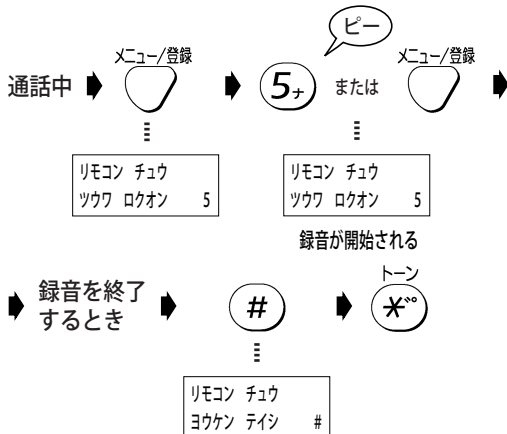 ピー
メニュー/登録
メニュー/登録
通話中
5ナ
または
リモコン チュウ
ツウワ ロクオン 5
リモコン チュウ
ツウワ ロクオン 5
録音が開始される
トーン
録音を終了
するとき
#
＊゛゜
リモコン チュウ
ヨウケン テイシ #